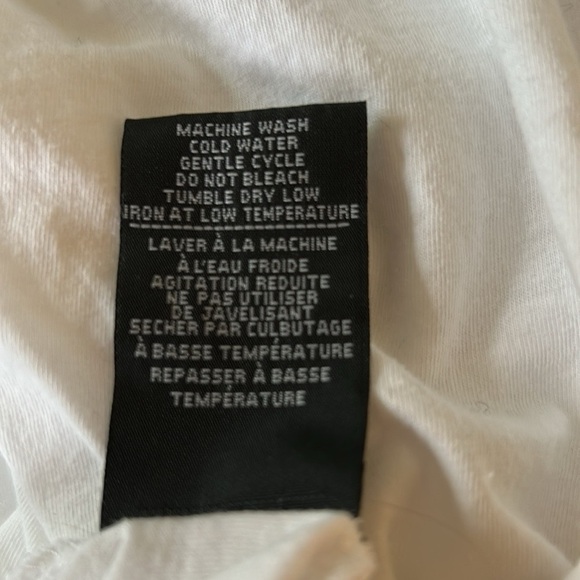 MACHINE WASH
COLD WATER
GENTLE CYCLE
DO NOT BLEACH
TUMBLE DRY LOW
IRON AT LOW TEMPERATURE
LAVER À LA MACHINE
À L'EAU FROIDE
AGITATION REDUITE
NE PAS UTILISER
DE JAVELISANT
SECHER PAR CULBUTAGE
À BASSE TEMPÉRATURE
REPASSER À BASSE
TEMPÉRATURE